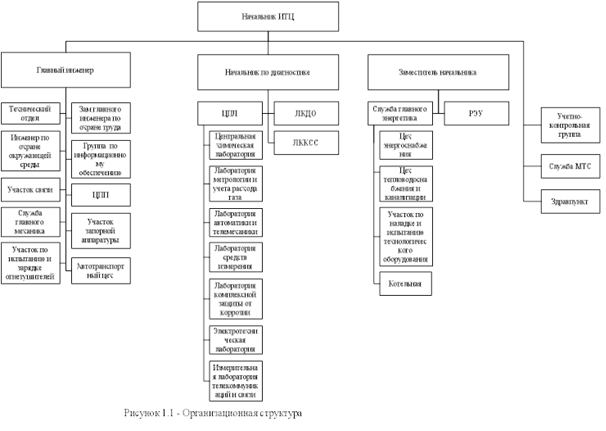 Начальник ИТЦ
Главный инженер
Начальник по диагностике
Заместитель начальника
Технический
отдел
Зам главного
инженера по
охране труда
Инженер по
охране
окружающей
среды
Группа по
информационно
му обеспечению
Участок связи
ЦПП
Служба
главного
механика
Участок
запорной
аппаратуры
Участок по
испытанию и
зарядке
огнетушителей
Автотранспорт
ный цех
ЦПЛ
ЛКДО
ЛККСС
Центральная
химическая
лаборатория
Лаборатория
метрологии и
учета расхода
газа
Лаборатория
автоматики и
телемеханики
Лаборатория
средств
измерения
Лаборатория
комплексной
защиты от
коррозии
Электротехни
ческая
лаборатория
Измерительна
я лаборатория
телекоммуник
аций и связи
Служба главного
энергетика
РЭУ
Цех
энергоснабже
ния
Цех
тепловодосна
бжения и
канализации
Участок по
наладке и
испытанию
технологичес
кого
оборудования
Котельная
Учетно-
контрольная
группа
Служба МТС
Здравпункт
Рисунок 1.1 - Организационная структура